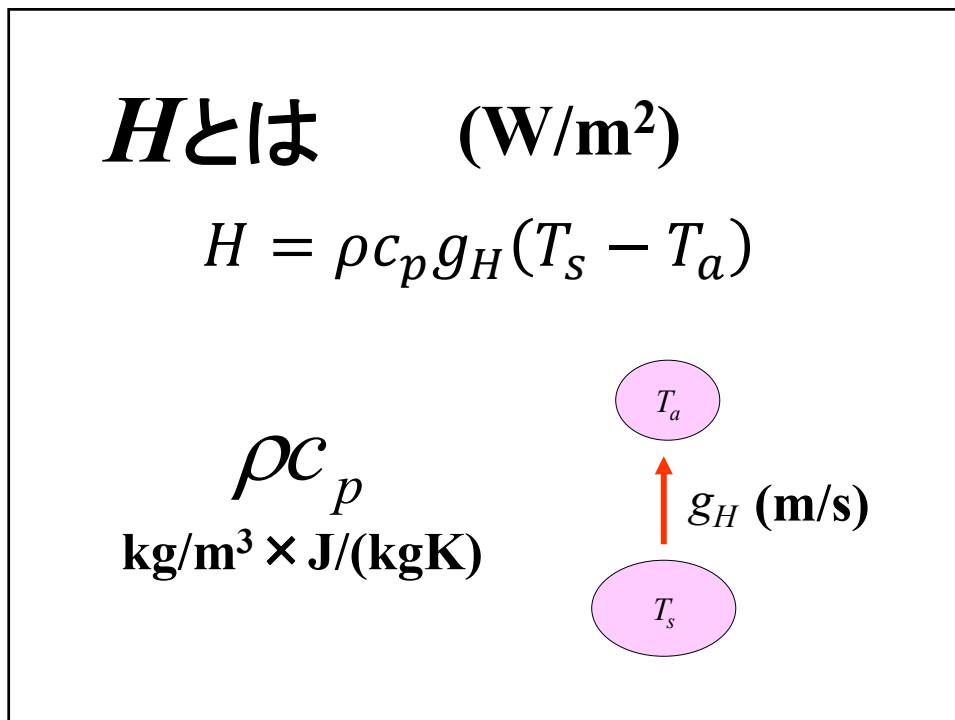 Hとは (W/m²)
H = ρc_p g_H(T_s − T_a)
T_a
ρc_p
g_H (m/s)
kg/m³ × J/(kgK)
T_s